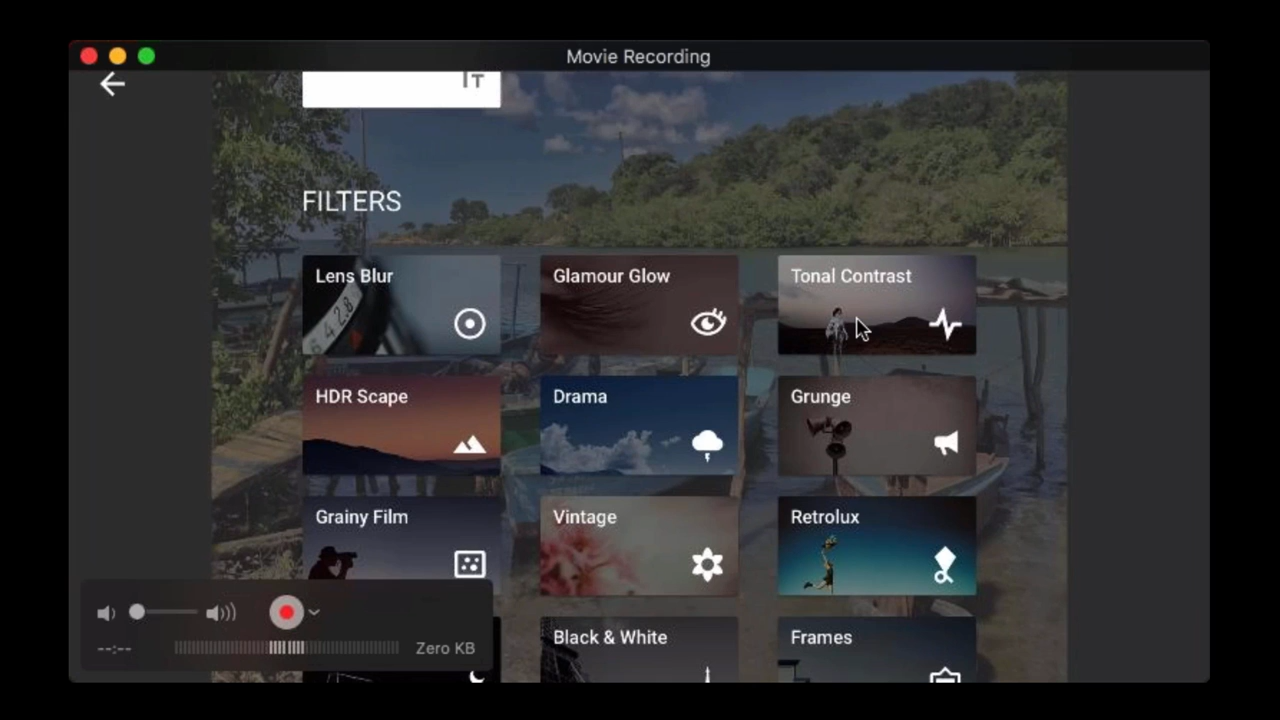 Movie Recording
FILTERS
Lens Blur
Glamour Glow
Tonal Contrast
HDR Scape
Drama
Grunge
Grainy Film
Vintage
Retrolux
Black & White
Frames
--:--
Zero KB